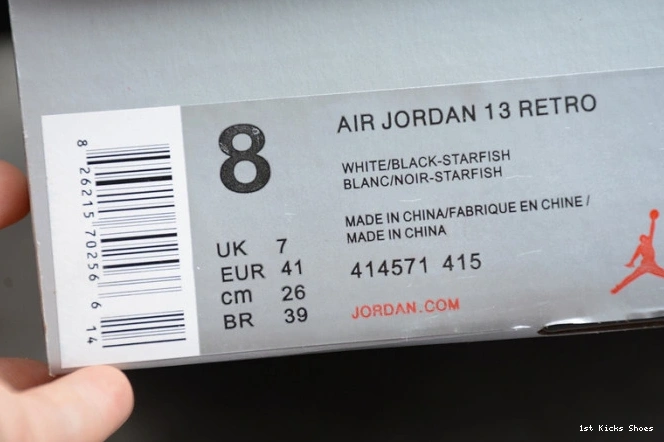 8 26215 70256 6 14
8
UK 7
EUR 41
cm 26
BR 39
AIR JORDAN 13 RETRO
WHITE/BLACK-STARFISH
BLANC/NOIR-STARFISH
MADE IN CHINA/FABRIQUE EN CHINE /
MADE IN CHINA
414571 415
JORDAN.COM
1st Kicks Shoes